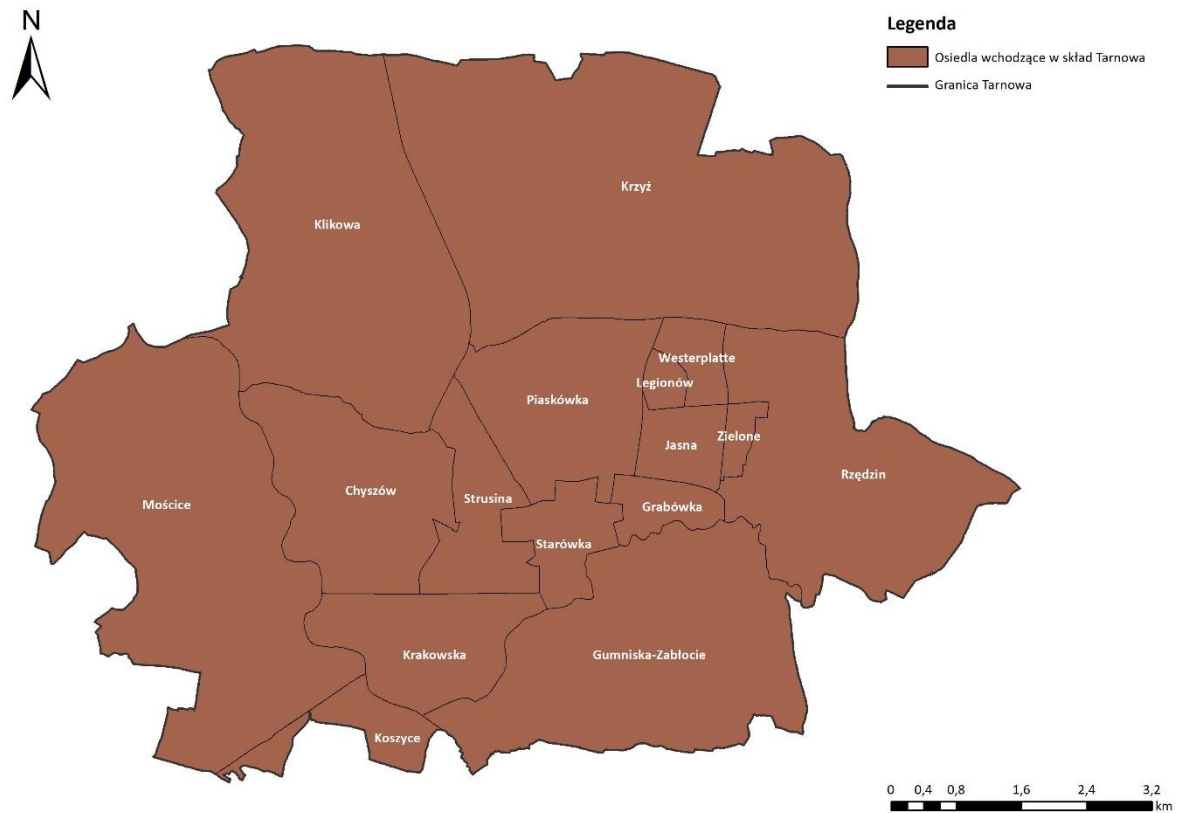 N
Legenda
Osiedla wchodzące w skład Tarnowa
Granica Tarnowa
Krzyż
Klikowa
Westerplatte
Legionów
Piaskówka
Zielone
Jasna
Rzędzin
Chyszów
Strusina
Mościce
Grabówka
Starówka
Krakowska
Gumniska-Zabłocie
Koszyce
0 0,4 0,8 1,6 2,4 3,2
km